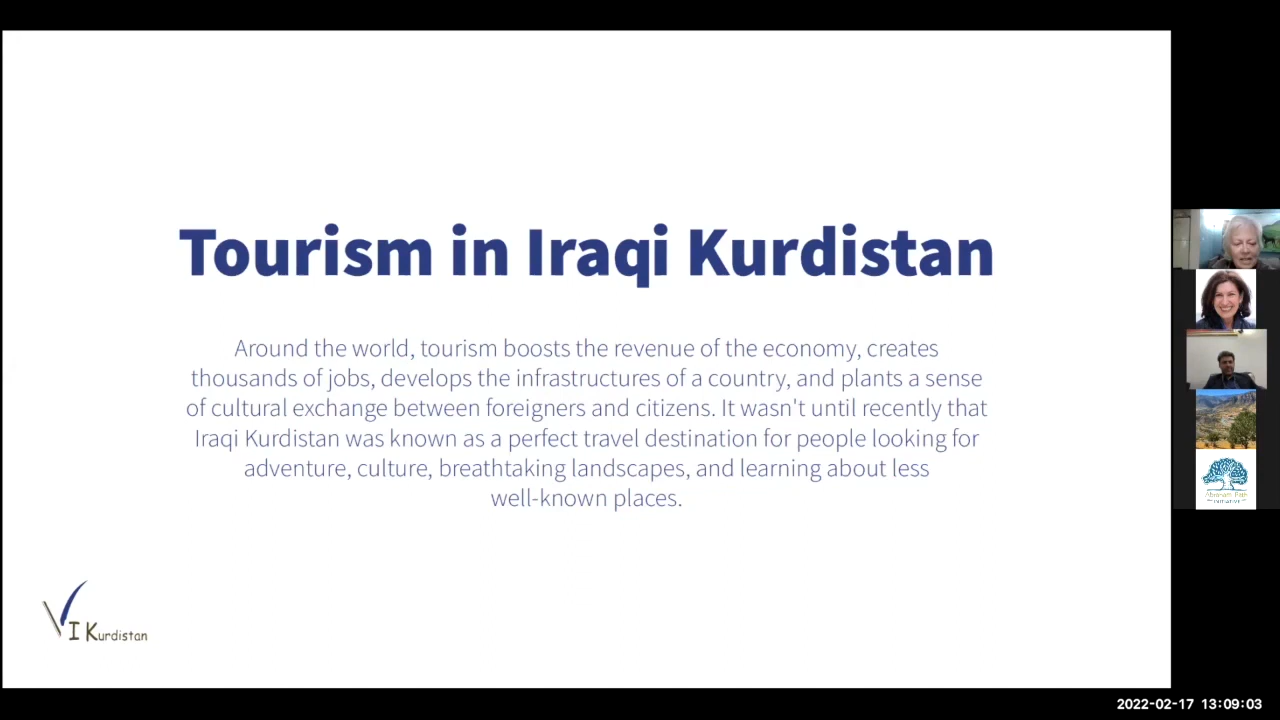 Tourism in Iraqi Kurdistan
Around the world, tourism boosts the revenue of the economy, creates
thousands of jobs, develops the infrastructures of a country, and plants a sense
of cultural exchange between foreigners and citizens. It wasn't until recently that
Iraqi Kurdistan was known as a perfect travel destination for people looking for
adventure, culture, breathtaking landscapes, and learning about less
well-known places.
VI Kurdistan
INITIATIVE
2022-02-17 13:09:03